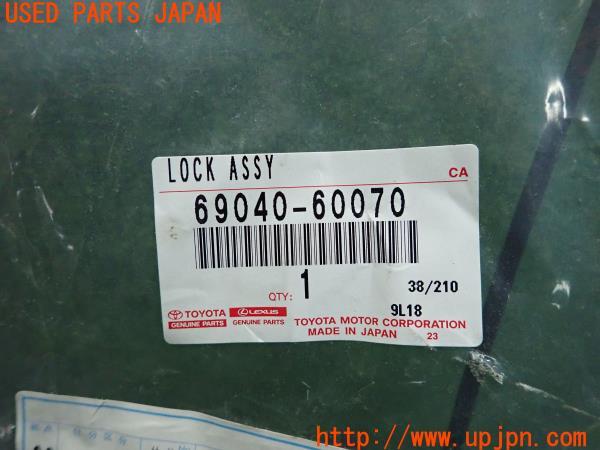 USED PARTS JAPAN
LOCK ASSY
CA
69040-60070
QTY: 1
38/210
9L18
TOYOTA
GENUINE PARTS
LEXUS
GENUINE PARTS
TOYOTA MOTOR CORPORATION
MADE IN JAPAN 23
http://www.upjpn.com/